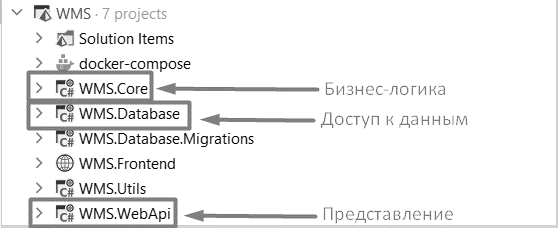 WMS · 7 projects
Solution Items
docker-compose
C# WMS.Core Бизнес-логика
C# WMS.Database Доступ к данным
C# WMS.Database.Migrations
WMS.Frontend
C# WMS.Utils
C# WMS.WebApi Представление